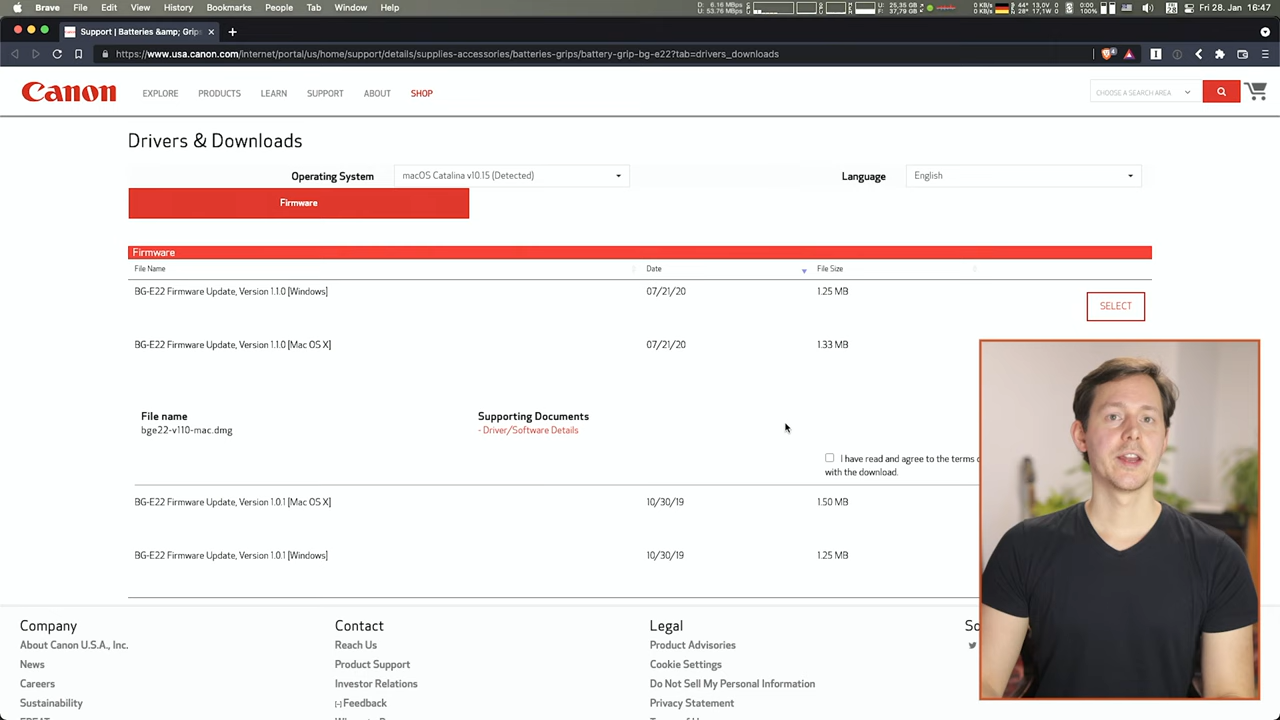 Brave File Edit View History Bookmarks People Tab Window Help
Fri 28. Jan 16:47
Support | Batteries &amp; Grips
https://www.usa.canon.com/internet/portal/us/home/support/details/supplies-accessories/batteries-grips/battery-grip-bg-e22?tab=drivers_downloads
Canon EXPLORE PRODUCTS LEARN SUPPORT ABOUT SHOP CHOOSE A SEARCH AREA
Drivers & Downloads
Operating System macOS Catalina v10.15 (Detected) Language English
Firmware
Firmware
File Name Date File Size
BG-E22 Firmware Update, Version 1.1.0 [Windows] 07/21/20 1.25 MB
SELECT
BG-E22 Firmware Update, Version 1.1.0 [Mac OS X] 07/21/20 1.33 MB
File name Supporting Documents
bge22-v110-mac.dmg - Driver/Software Details
I have read and agree to the terms
with the download.
BG-E22 Firmware Update, Version 1.0.1 [Mac OS X] 10/30/19 1.50 MB
BG-E22 Firmware Update, Version 1.0.1 [Windows] 10/30/19 1.25 MB
Company Contact Legal So
About Canon U.S.A., Inc. Reach Us Product Advisories
News Product Support Cookie Settings
Careers Investor Relations Do Not Sell My Personal Information
Sustainability [-] Feedback Privacy Statement